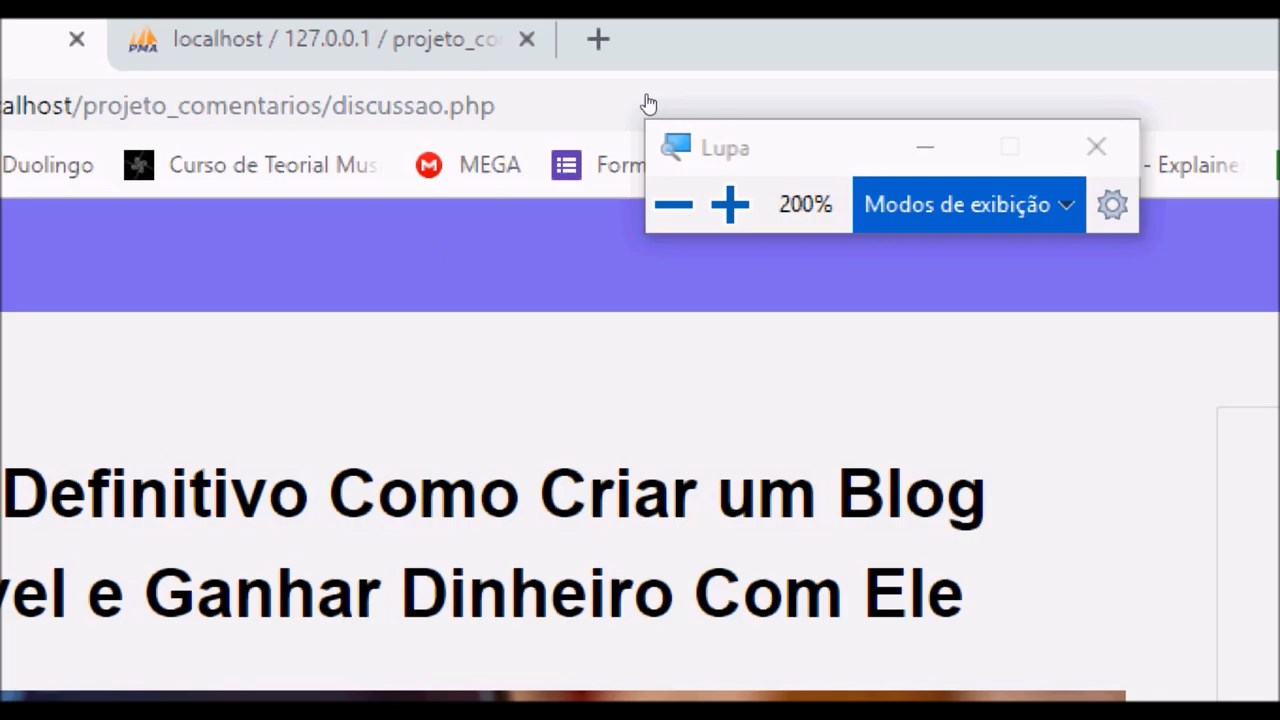 localhost / 127.0.0.1 / projeto_co
alhost/projeto_comentarios/discussao.php
Duolingo Curso de Teorial Mus MEGA Form - Explaine
Lupa
200% Modos de exibição
Definitivo Como Criar um Blog
vel e Ganhar Dinheiro Com Ele